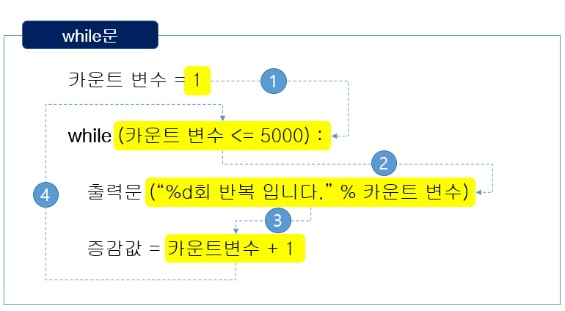 while문
카운트 변수 = 1
1
while (카운트 변수 <= 5000) :
2
출력문 (“%d회 반복 입니다.” % 카운트 변수)
3
4
증감값 = 카운트변수 + 1